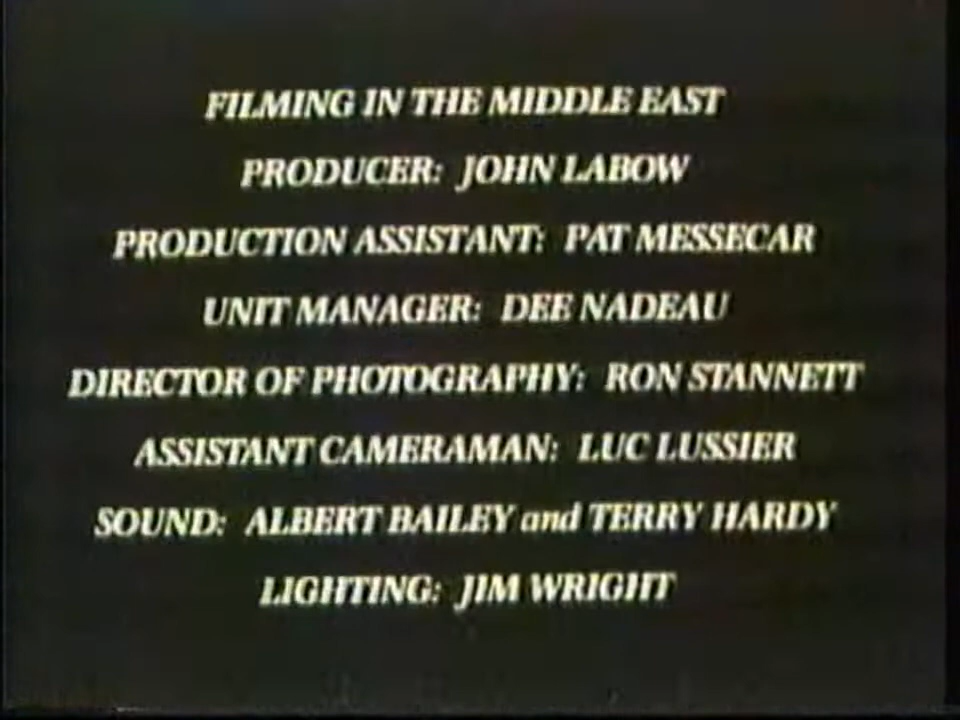 FILMING IN THE MIDDLE EAST
PRODUCER: JOHN LABOW
PRODUCTION ASSISTANT: PAT MESSECAR
UNIT MANAGER: DEE NADEAU
DIRECTOR OF PHOTOGRAPHY: RON STANNETT
ASSISTANT CAMERAMAN: LUC LUSSIER
SOUND: ALBERT BAILEY and TERRY HARDY
LIGHTING: JIM WRIGHT